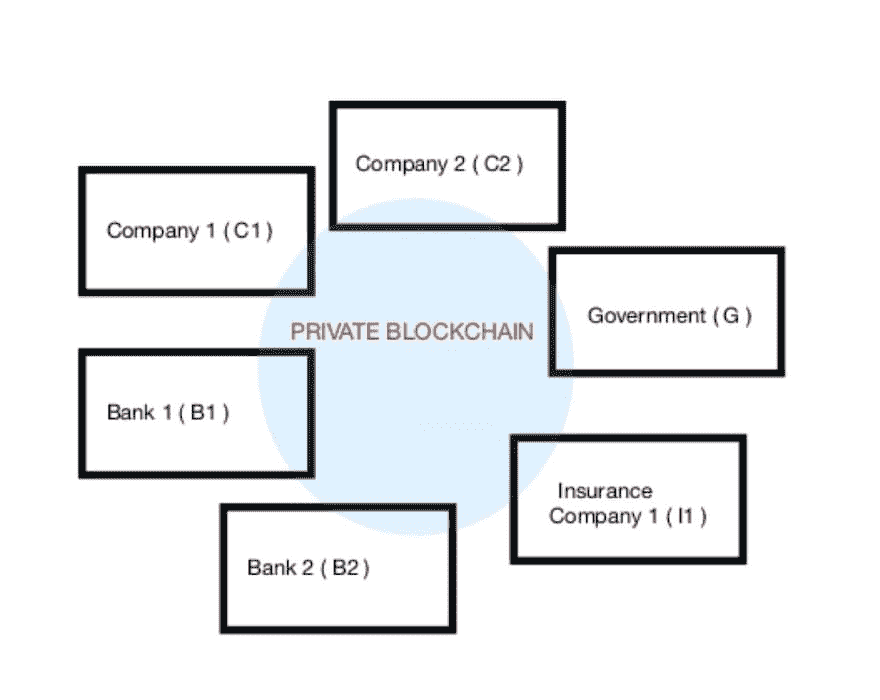 Company 2 ( C2 )
Company 1 ( C1 )
Government ( G )
PRIVATE BLOCKCHAIN
Bank 1 ( B1 )
Insurance
Company 1 ( I1 )
Bank 2 ( B2 )